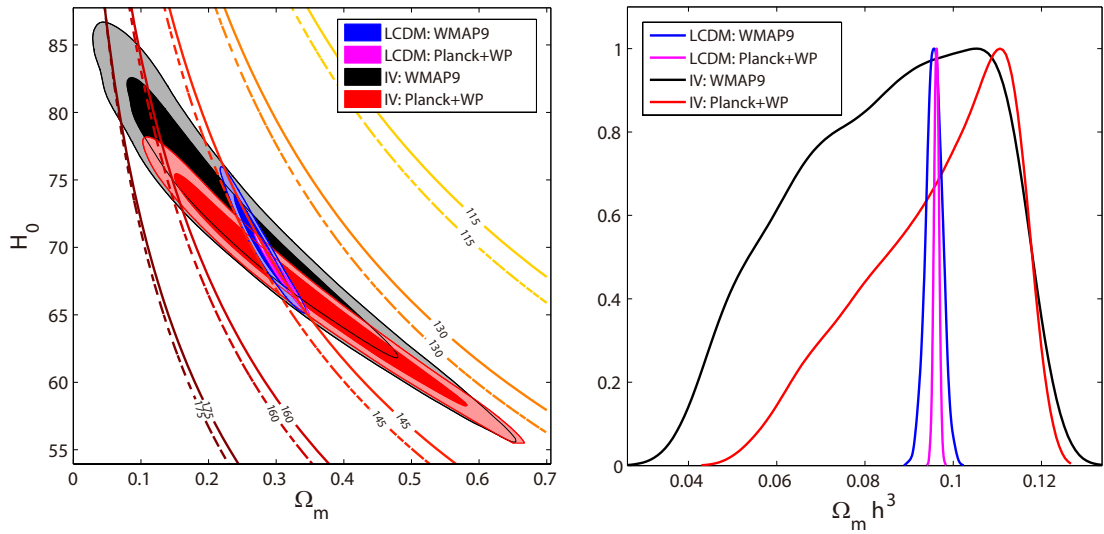 LCDM: WMAP9
LCDM: Planck+WP
IV: WMAP9
IV: Planck+WP
85
80
75
70
65
60
55
H₀
0 0.1 0.2 0.3 0.4 0.5 0.6 0.7
Ωₘ
115
115
130
130
145
145
160
160
175
175
LCDM: WMAP9
LCDM: Planck+WP
IV: WMAP9
IV: Planck+WP
1
0.8
0.6
0.4
0.2
0
0.04 0.06 0.08 0.1 0.12
Ωₘ h³